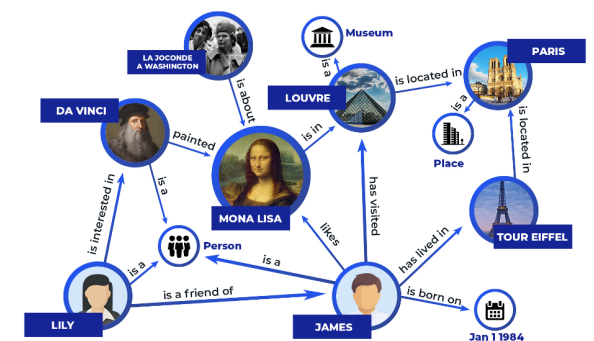 LA JOCONDE
A WASHINGTON
Museum
is a
PARIS
is located in
LOUVRE
is about
is a
DA VINCI
painted
is in
Place
is located in
is a
MONA LISA
has visited
is interested in
Person
likes
TOUR EIFFEL
has lived in
is a
is a
is a friend of
is born on
LILY
JAMES
Jan 1 1984